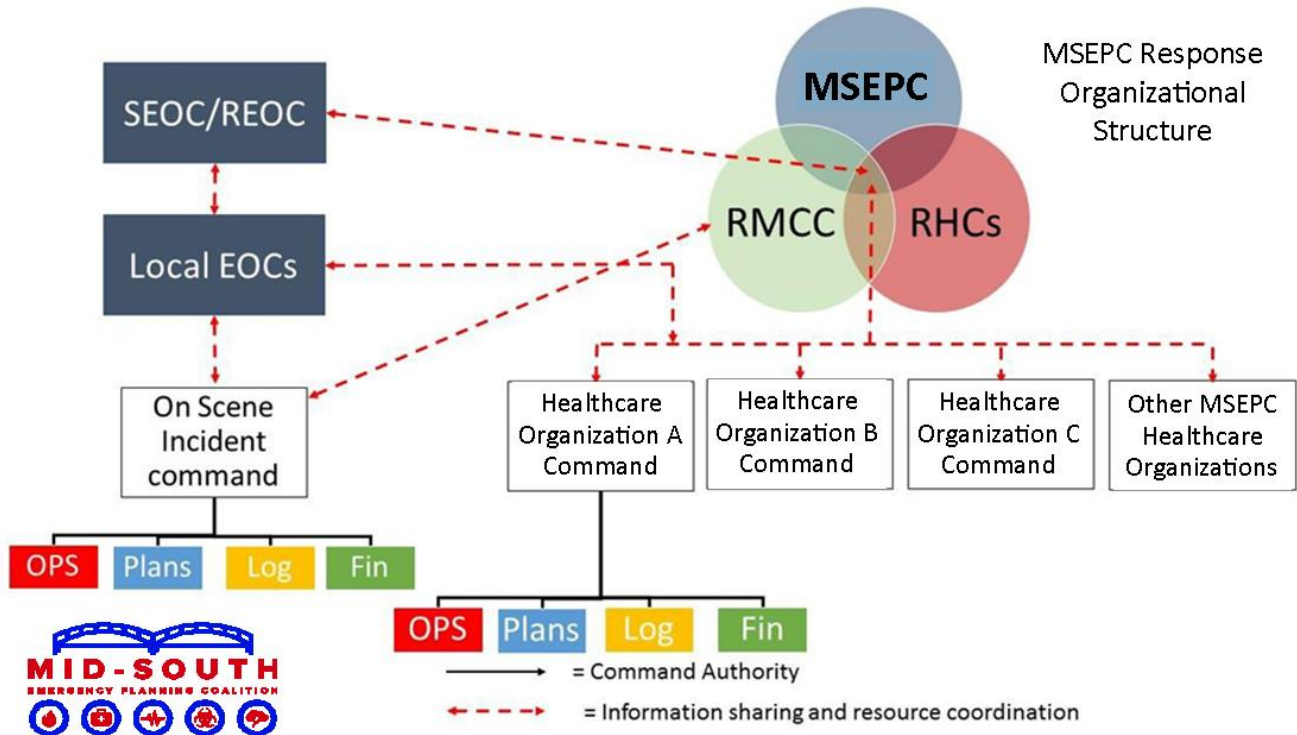 MSEPC Response
Organizational
Structure
SEOC/REOC
MSEPC
RMCC
RHCs
Local EOCs
On Scene
Incident
command
Healthcare
Organization A
Command
Healthcare
Organization B
Command
Healthcare
Organization C
Command
Other MSEPC
Healthcare
Organizations
OPS
Plans
Log
Fin
OPS
Plans
Log
Fin
= Command Authority
= Information sharing and resource coordination
MID-SOUTH
EMERGENCY PLANNING COALITION